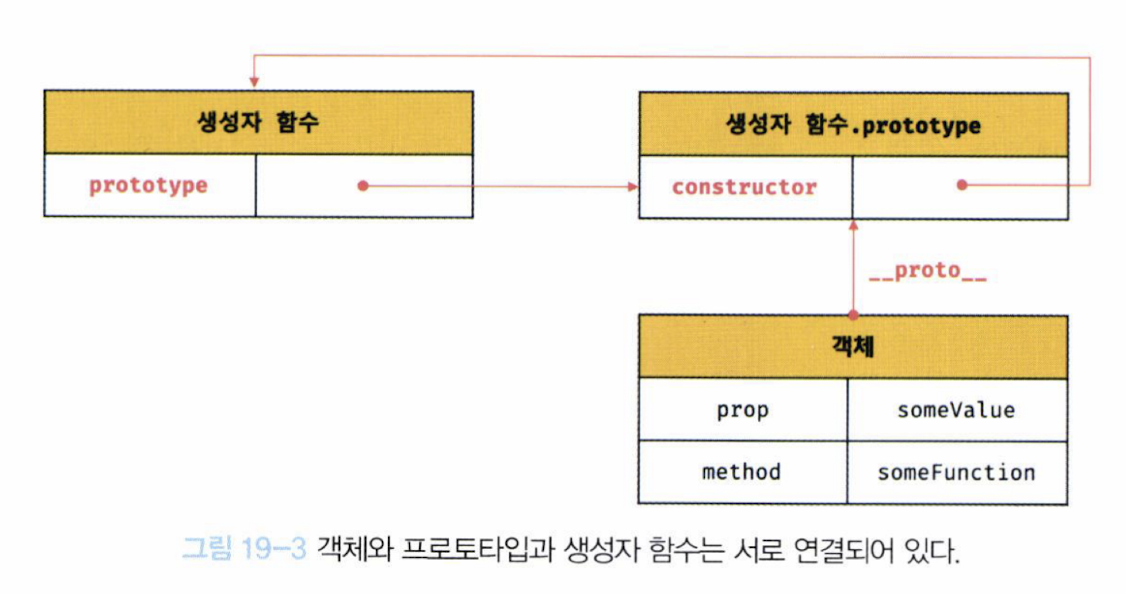 생성자 함수
생성자 함수.prototype
prototype
constructor
__proto__
객체
prop
someValue
method
someFunction
그림 19-3 객체와 프로토타입과 생성자 함수는 서로 연결되어 있다.